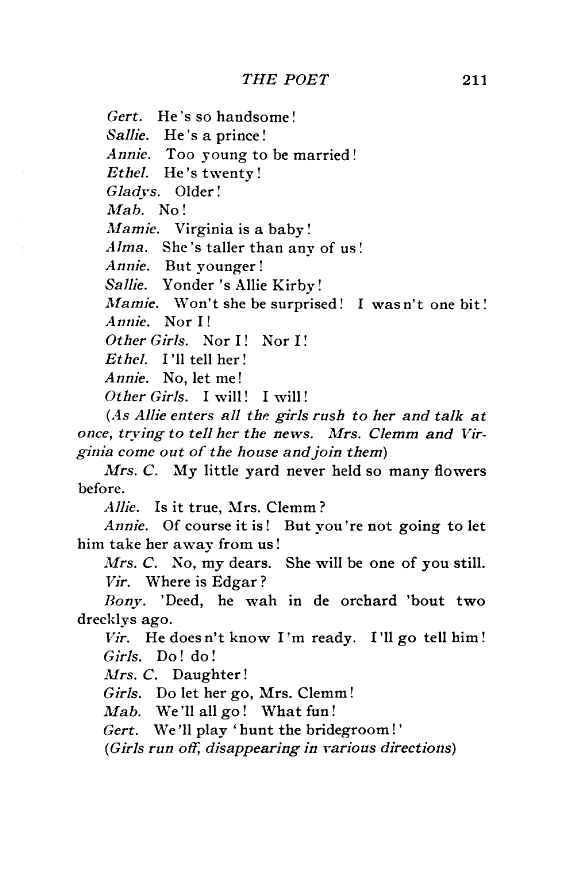 THE POET 211
Gert. He's so handsome!
Sallie. He's a prince!
Annie. Too young to be married!
Ethel. He's twenty!
Gladys. Older!
Mab. No!
Mamie. Virginia is a baby!
Alma. She's taller than any of us!
Annie. But younger!
Sallie. Yonder 's Allie Kirby!
Mamie. Won't she be surprised! I wasn't one bit!
Annie. Nor I!
Other Girls. Nor I! Nor I!
Ethel. I'll tell her!
Annie. No, let me!
Other Girls. I will! I will!
(As Allie enters all the girls rush to her and talk at
once, trying to tell her the news. Mrs. Clemm and Vir-
ginia come out of the house and join them)
Mrs. C. My little yard never held so many flowers
before.
Allie. Is it true, Mrs. Clemm?
Annie. Of course it is! But you're not going to let
him take her away from us!
Mrs. C. No, my dears. She will be one of you still.
Vir. Where is Edgar?
Bony. 'Deed, he wah in de orchard 'bout two
drecklys ago.
Vir. He doesn't know I'm ready. I'll go tell him!
Girls. Do! do!
Mrs. C. Daughter!
Girls. Do let her go, Mrs. Clemm!
Mab. We'll all go! What fun!
Gert. We'll play 'hunt the bridegroom!'
(Girls run off, disappearing in various directions)